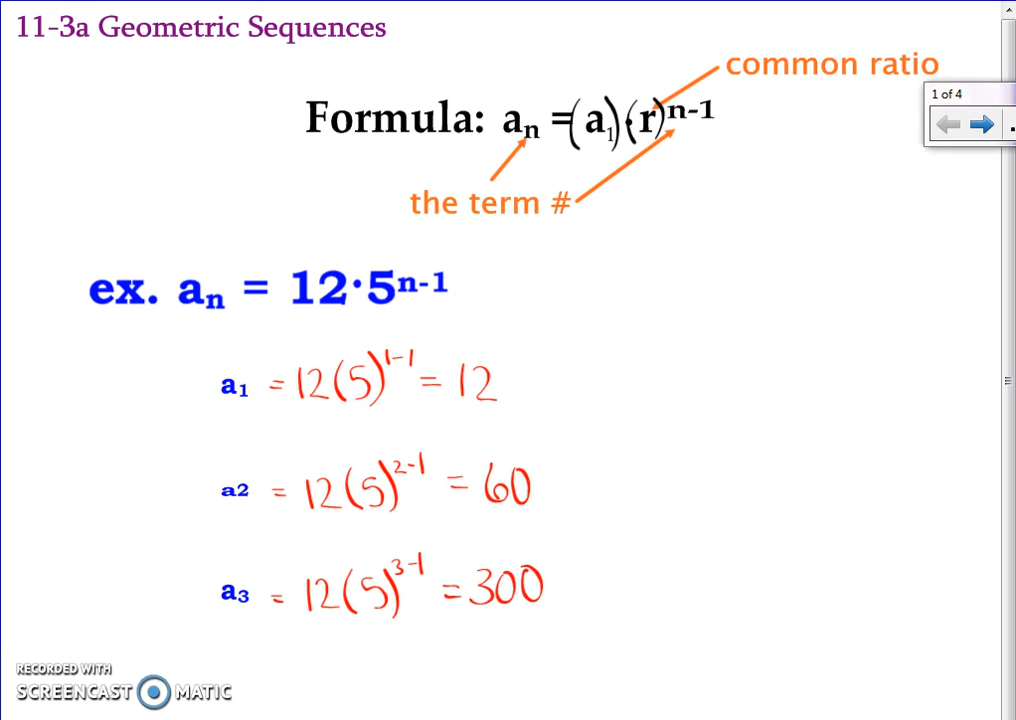 11-3a Geometric Sequences
common ratio
1 of 4
Formula: aₙ =(a₁)·(r)ⁿ⁻¹
the term #
ex. aₙ = 12·5ⁿ⁻¹
a₁ = 12(5)¹⁻¹ = 12
a2 = 12(5)²⁻¹ = 60
a₃ = 12(5)³⁻¹ = 300
RECORDED WITH
SCREENCAST MATIC